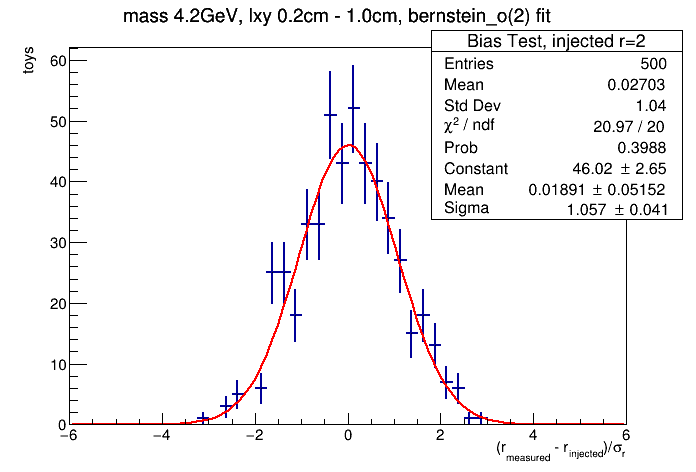 mass 4.2GeV, lxy 0.2cm - 1.0cm, bernstein_o(2) fit
Bias Test, injected r=2
Entries 500
Mean 0.02703
Std Dev 1.04
χ² / ndf 20.97 / 20
Prob 0.3988
Constant 46.02 ± 2.65
Mean 0.01891 ± 0.05152
Sigma 1.057 ± 0.041
toys
60
50
40
30
20
10
0
−6 −4 −2 0 2 4 6
(r_measured - r_injected)/σ_r